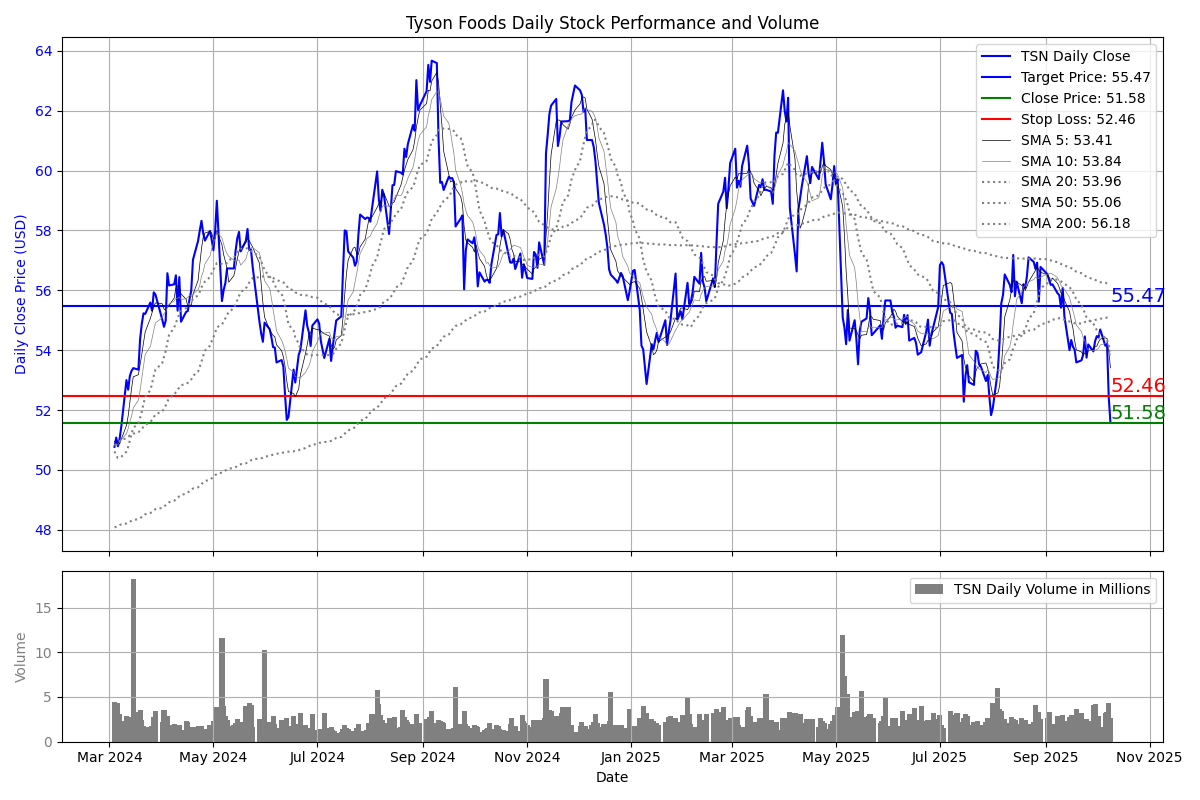 Tyson Foods Daily Stock Performance and Volume
Daily Close Price (USD)
64
62
60
58
56
54
52
50
48
TSN Daily Close
Target Price: 55.47
Close Price: 51.58
Stop Loss: 52.46
SMA 5: 53.41
SMA 10: 53.84
SMA 20: 53.96
SMA 50: 55.06
SMA 200: 56.18
55.47
52.46
51.58
Volume
15
10
5
0
TSN Daily Volume in Millions
Mar 2024
May 2024
Jul 2024
Sep 2024
Nov 2024
Jan 2025
Mar 2025
May 2025
Jul 2025
Sep 2025
Nov 2025
Date